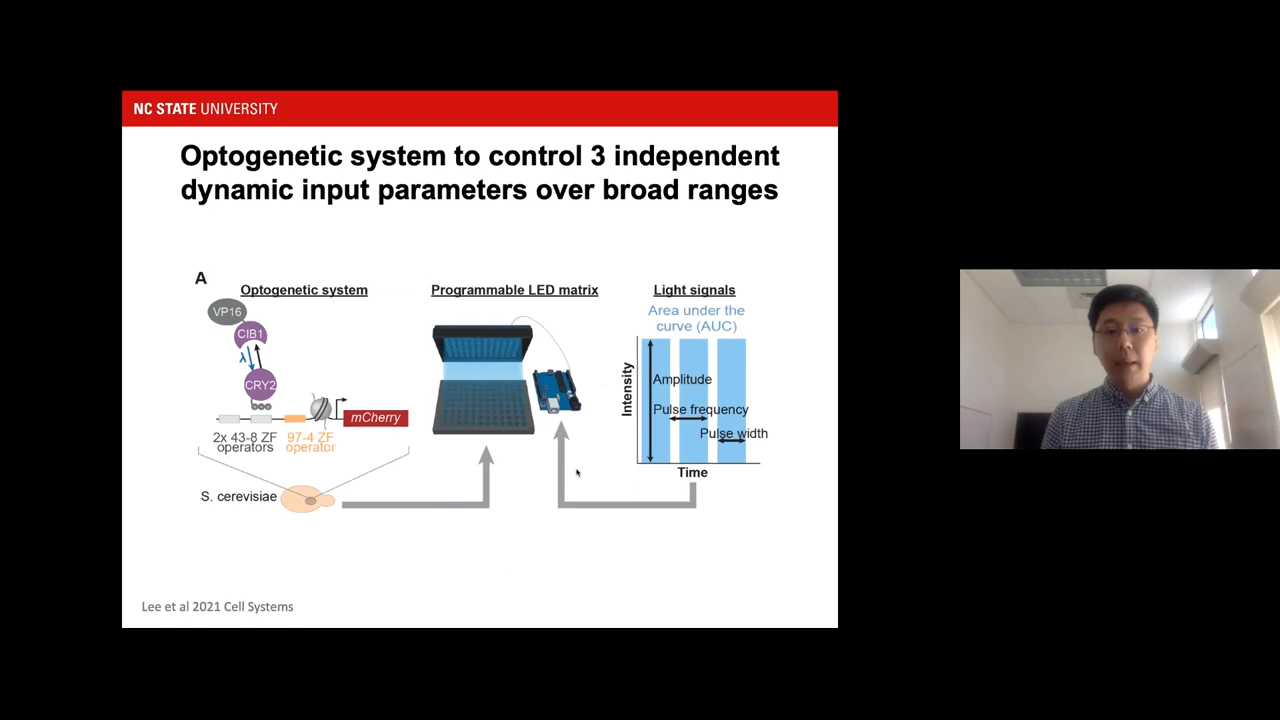 NC STATE UNIVERSITY
Optogenetic system to control 3 independent
dynamic input parameters over broad ranges
A
Optogenetic system
VP16
CIB1
λ
CRY2
mCherry
2x 43-8 ZF
operators
97-4 ZF
operator
S. cerevisiae
Programmable LED matrix
Light signals
Area under the
curve (AUC)
Intensity
Amplitude
Pulse frequency
Pulse width
Time
Lee et al 2021 Cell Systems